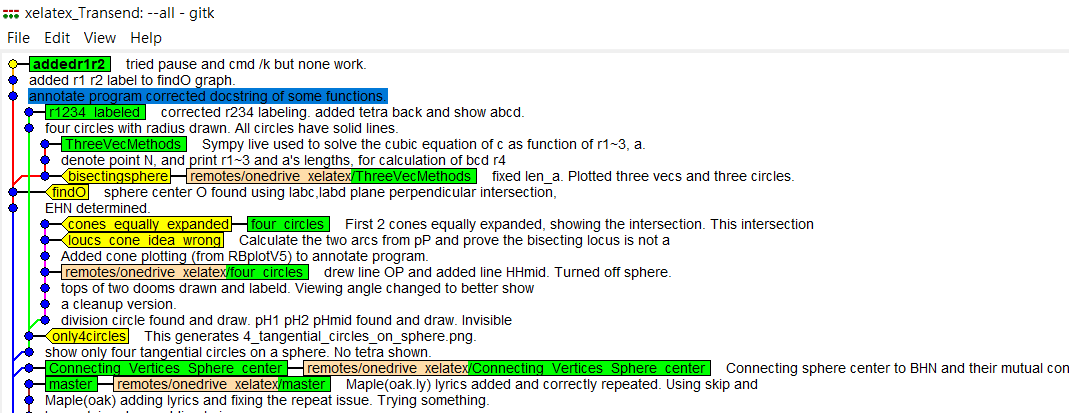 xelatex_Transend: --all - gitk
File Edit View Help
addedr1r2 tried pause and cmd /k but none work.
added r1 r2 label to findO graph.
annotate program corrected docstring of some functions.
r1234_labeled corrected r234 labeling. added tetra back and show abcd.
four circles with radius drawn. All circles have solid lines.
ThreeVecMethods Sympy live used to solve the cubic equation of c as function of r1~3, a.
denote point N, and print r1~3 and a's lengths, for calculation of bcd r4
bisectingsphere remotes/onedrive_xelatex/ThreeVecMethods fixed len_a. Plotted three vecs and three circles.
findO sphere center O found using labc,labd plane perpendicular intersection,
EHN determined.
cones_equally_expanded four_circles First 2 cones equally expanded, showing the intersection. This intersection
loucs_cone_idea_wrong Calculate the two arcs from pP and prove the bisecting locus is not a
Added cone plotting (from RBplotV5) to annotate program.
remotes/onedrive_xelatex/four_circles drew line OP and added line HHmid. Turned off sphere.
tops of two dooms drawn and labeld. Viewing angle changed to better show
a cleanup version.
division circle found and draw. pH1 pH2 pHmid found and draw. Invisible
only4circles This generates 4_tangential_circles_on_sphere.png.
show only four tangential circles on a sphere. No tetra shown.
Connecting_Vertices_Sphere_center remotes/onedrive_xelatex/Connecting_Vertices_Sphere_center Connecting sphere center to BHN and their mutual con
master remotes/onedrive_xelatex/master Maple(oak.ly) lyrics added and correctly repeated. Using skip and
Maple(oak) adding lyrics and fixing the repeat issue. Trying something.